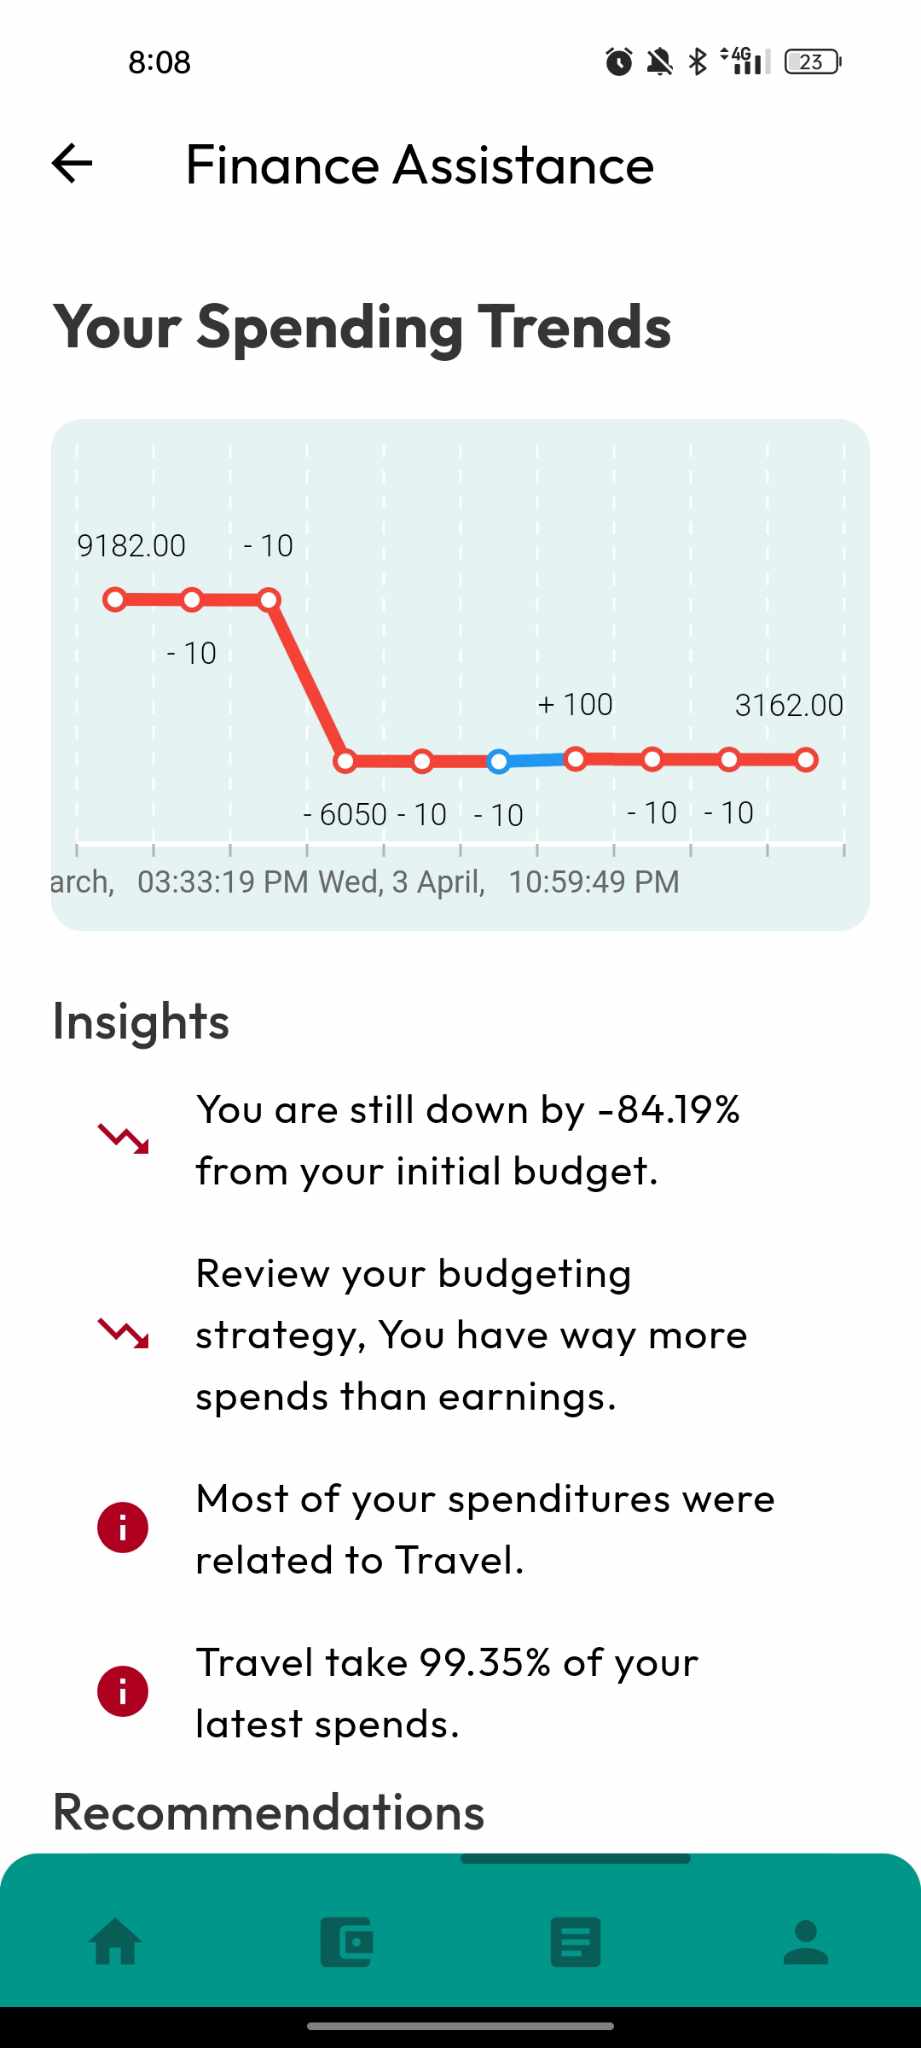 8:08
4G
23
Finance Assistance
Your Spending Trends
9182.00
- 10
- 10
+ 100
3162.00
- 6050
- 10
- 10
- 10
- 10
arch, 03:33:19 PM Wed, 3 April, 10:59:49 PM
Insights
You are still down by -84.19%
from your initial budget.
Review your budgeting
strategy, You have way more
spends than earnings.
Most of your spenditures were
related to Travel.
Travel take 99.35% of your
latest spends.
Recommendations